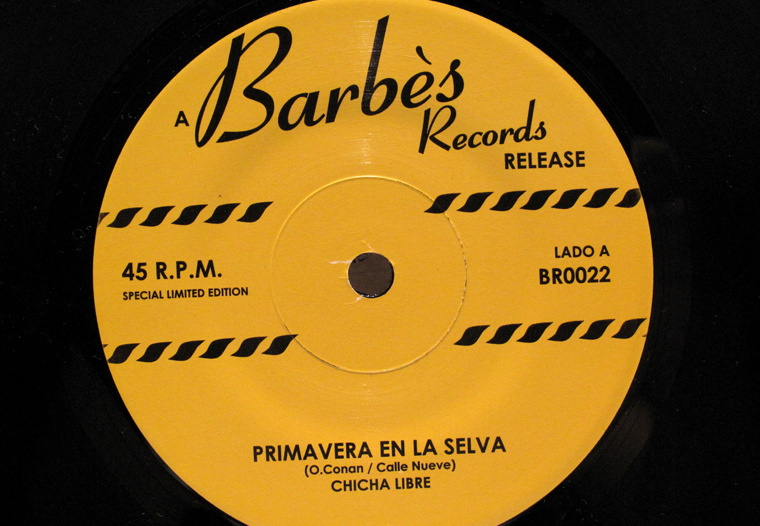 A Barbès
Records
RELEASE
45 R.P.M.
SPECIAL LIMITED EDITION
LADO A
BR0022
PRIMAVERA EN LA SELVA
(O.Conan / Calle Nueve)
CHICHA LIBRE